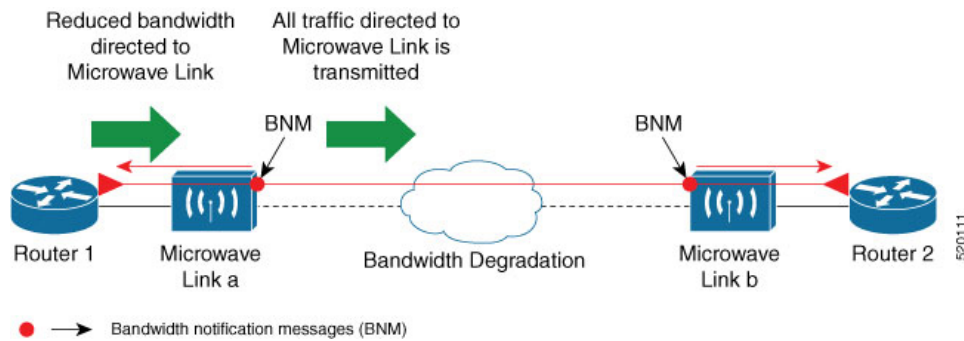 Reduced bandwidth
directed to
Microwave Link
All traffic directed to
Microwave Link is
transmitted
BNM
BNM
Router 1
Microwave
Link a
Bandwidth Degradation
Microwave
Link b
Router 2
520111
Bandwidth notification messages (BNM)